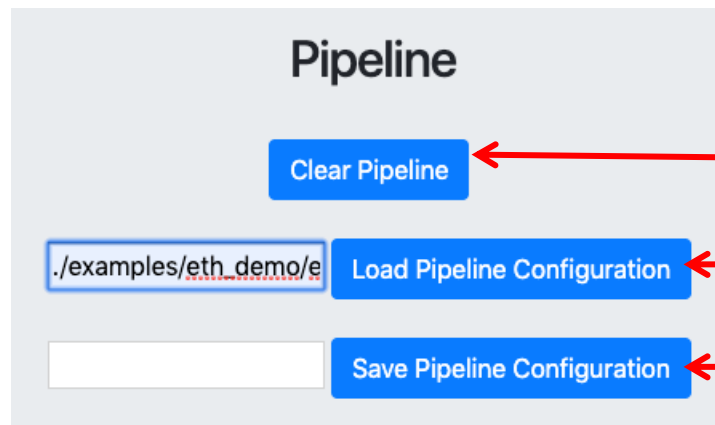 Pipeline
Clear Pipeline
./examples/eth_demo/e Load Pipeline Configuration
Save Pipeline Configuration